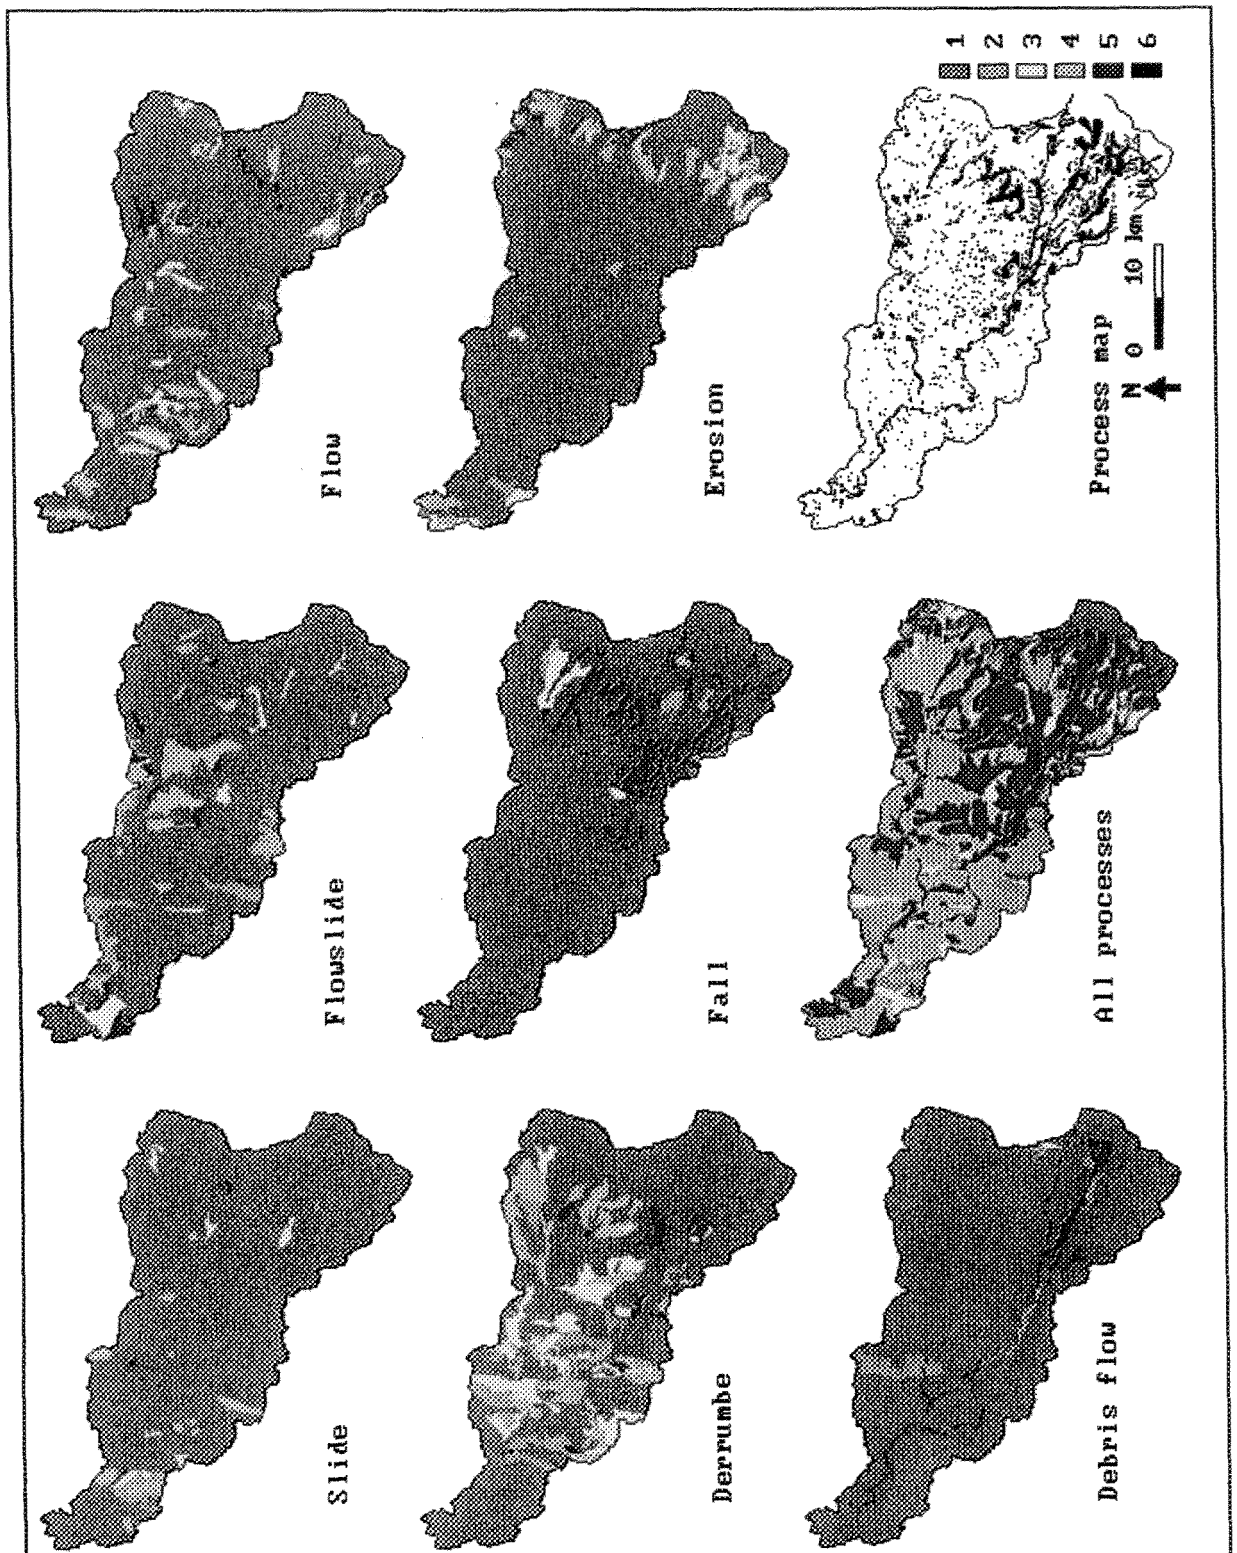 Slide
Flowslide
Flow
Derrumbe
Fall
Erosion
Debris flow
All processes
Process map
N 0 10 km
1
2
3
4
5
6